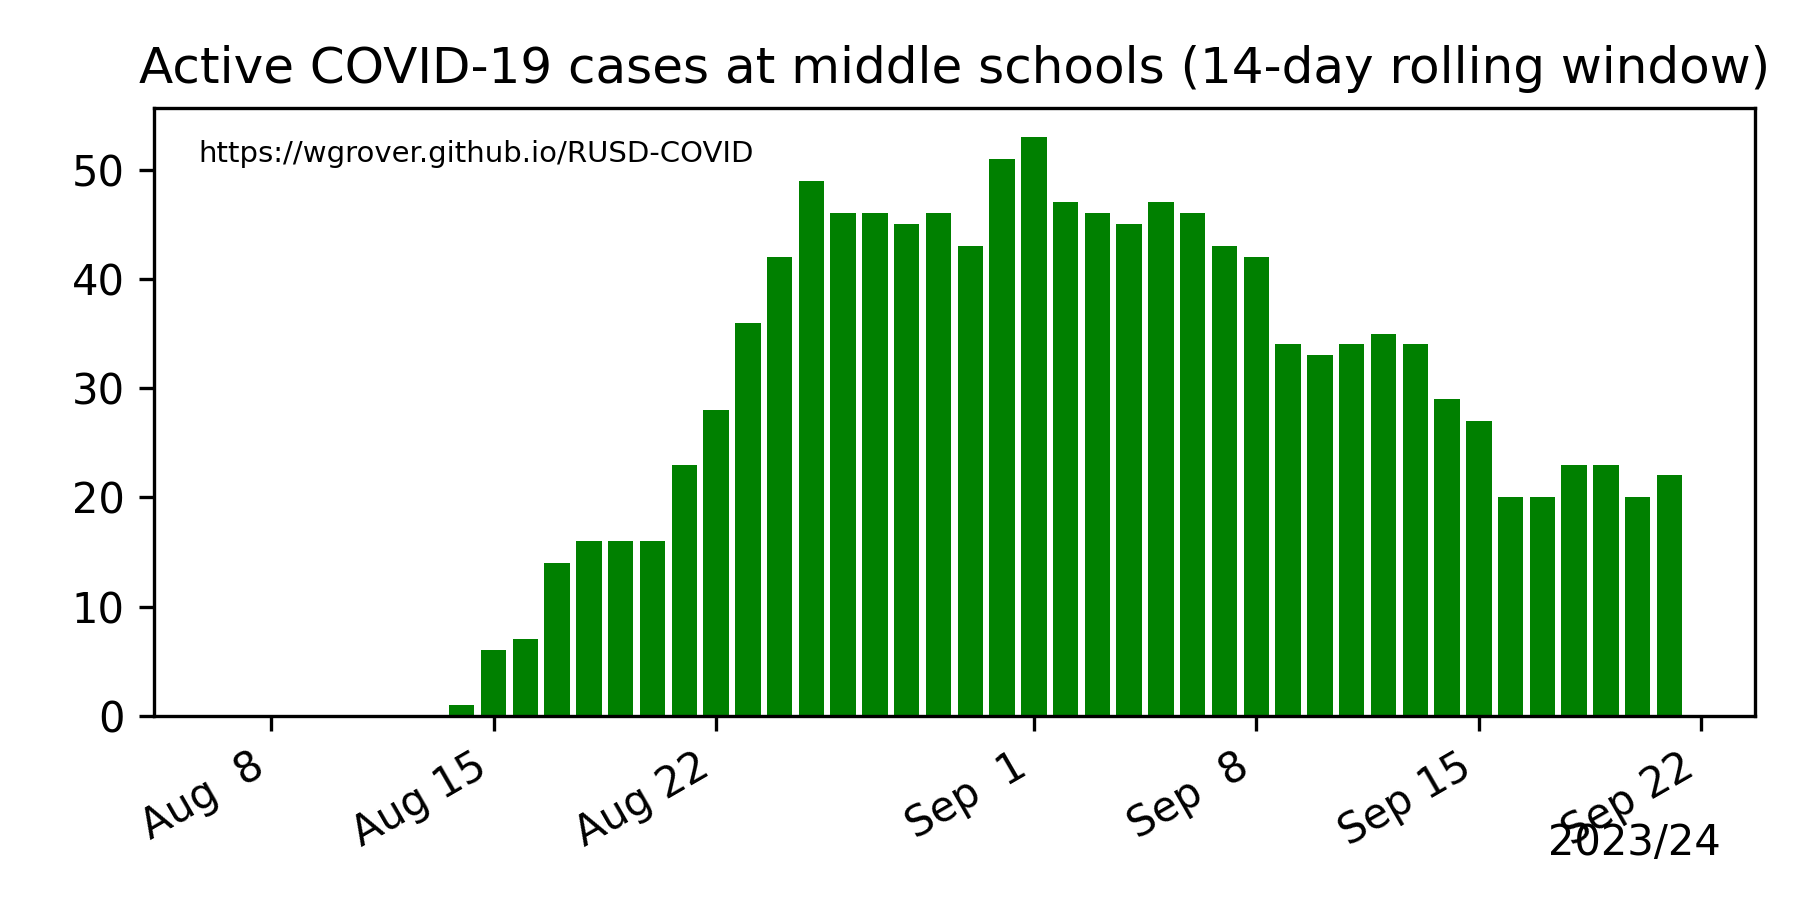 Active COVID-19 cases at middle schools (14-day rolling window)
https://wgrover.github.io/RUSD-COVID
50
40
30
20
10
0
Aug 8
Aug 15
Aug 22
Sep 1
Sep 8
Sep 15
Sep 22
2023/24